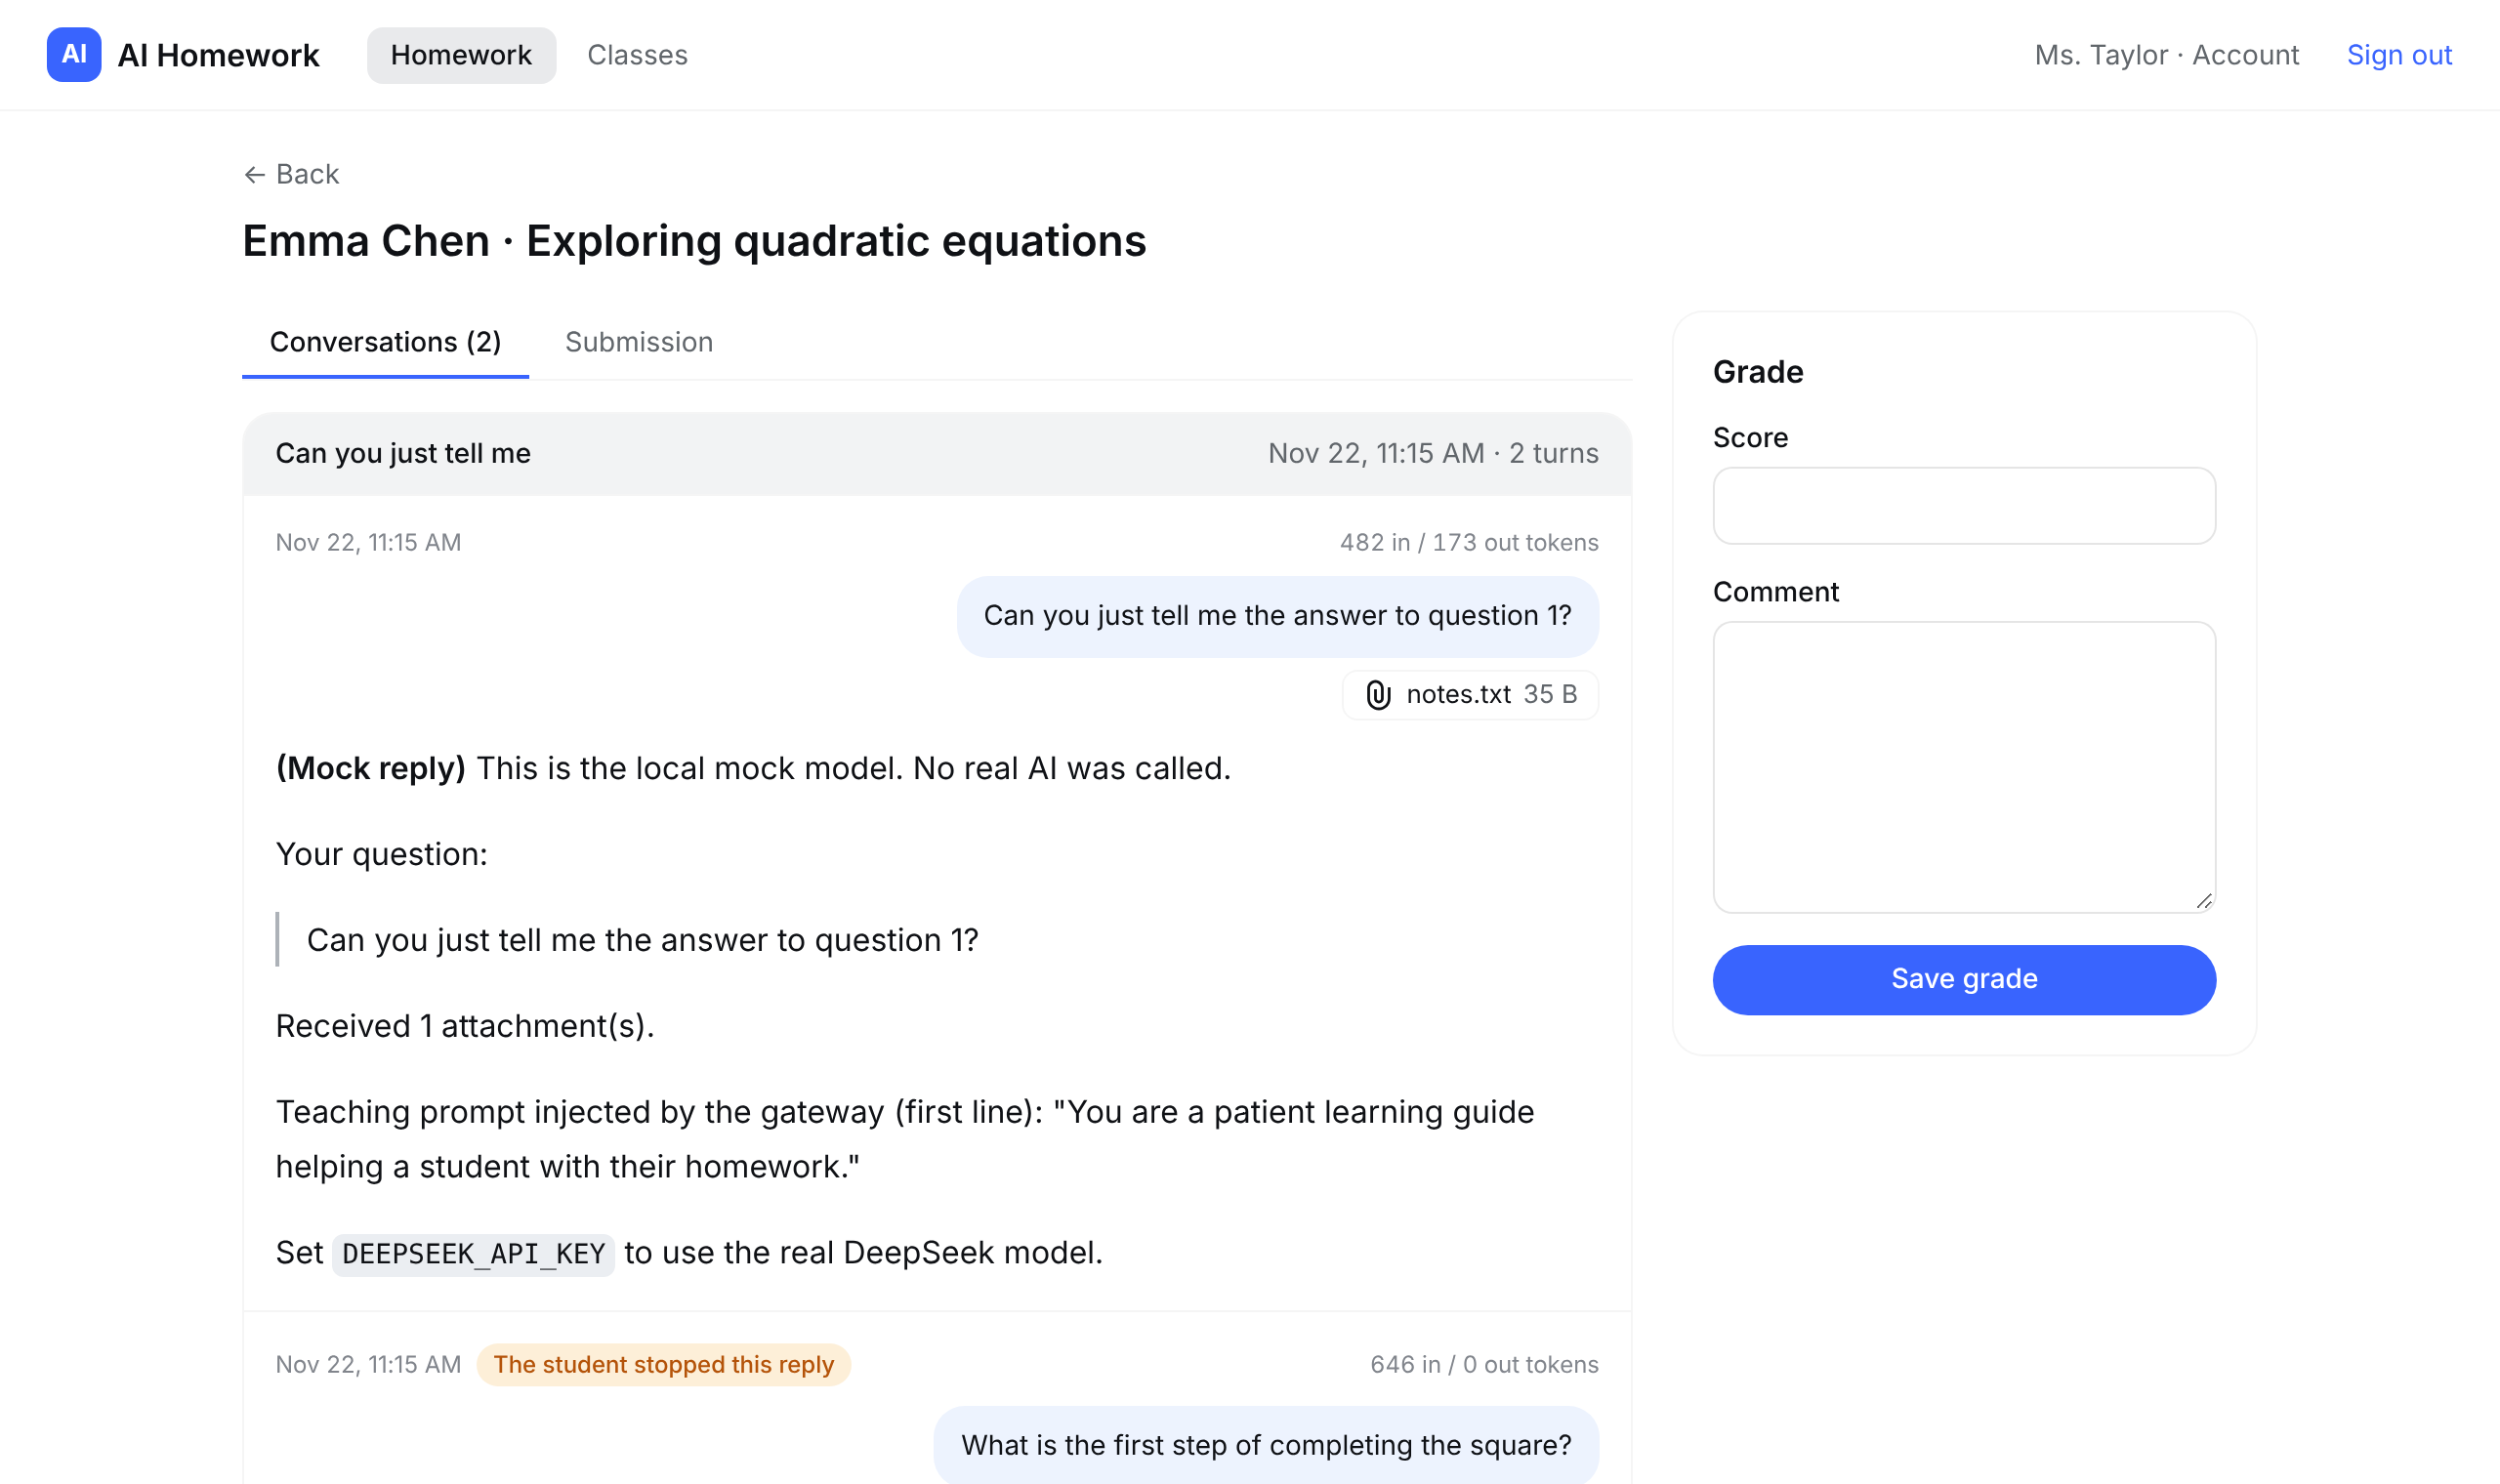 AI AI Homework Homework Classes Ms. Taylor · Account Sign out
← Back
Emma Chen · Exploring quadratic equations
Conversations (2) Submission
Can you just tell me Nov 22, 11:15 AM · 2 turns
Nov 22, 11:15 AM 482 in / 173 out tokens
Can you just tell me the answer to question 1?
notes.txt 35 B
(Mock reply) This is the local mock model. No real AI was called.
Your question:
Can you just tell me the answer to question 1?
Received 1 attachment(s).
Teaching prompt injected by the gateway (first line): "You are a patient learning guide
helping a student with their homework."
Set DEEPSEEK_API_KEY to use the real DeepSeek model.
Nov 22, 11:15 AM The student stopped this reply 646 in / 0 out tokens
What is the first step of completing the square?
Grade
Score
Comment
Save grade